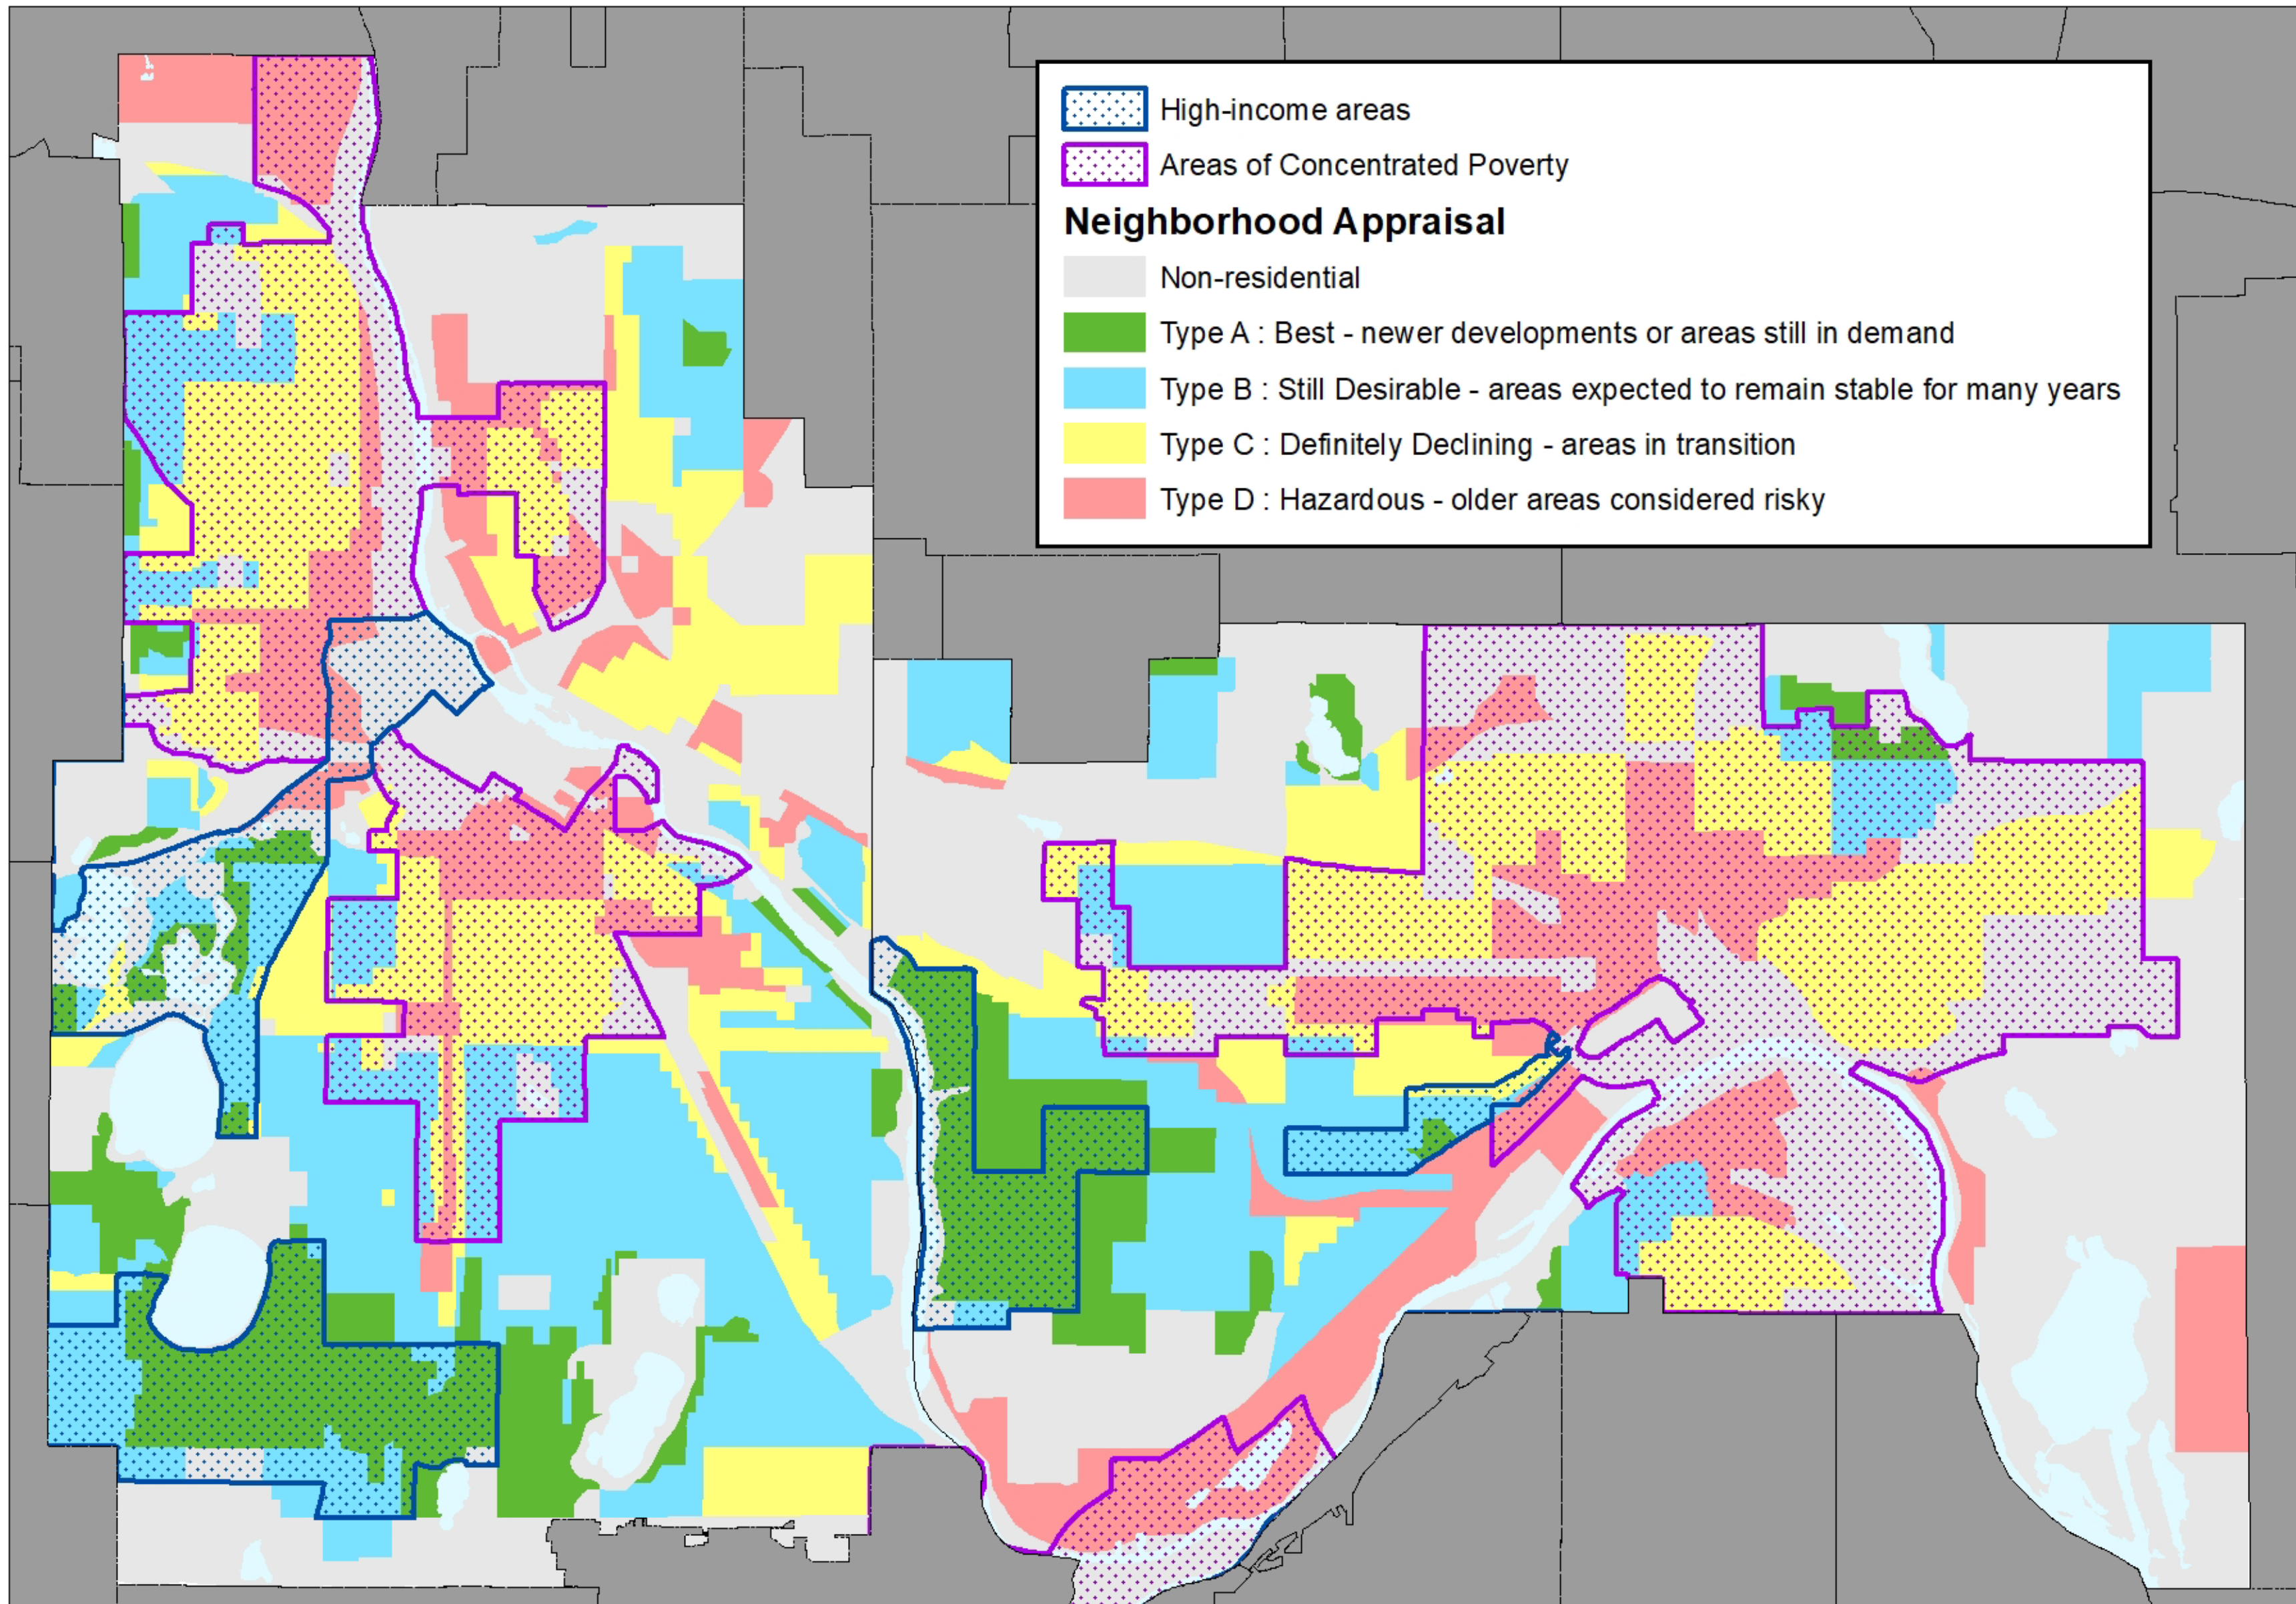 High-income areas
Areas of Concentrated Poverty
Neighborhood Appraisal
Non-residential
Type A : Best - newer developments or areas still in demand
Type B : Still Desirable - areas expected to remain stable for many years
Type C : Definitely Declining - areas in transition
Type D : Hazardous - older areas considered risky